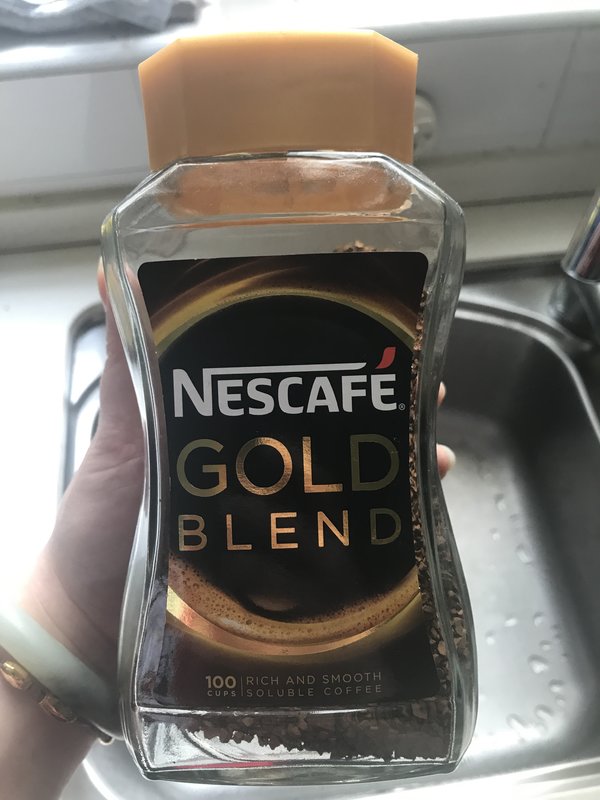 NESCAFÉ®
GOLD
BLEND
100 CUPS
RICH AND SMOOTH
SOLUBLE COFFEE